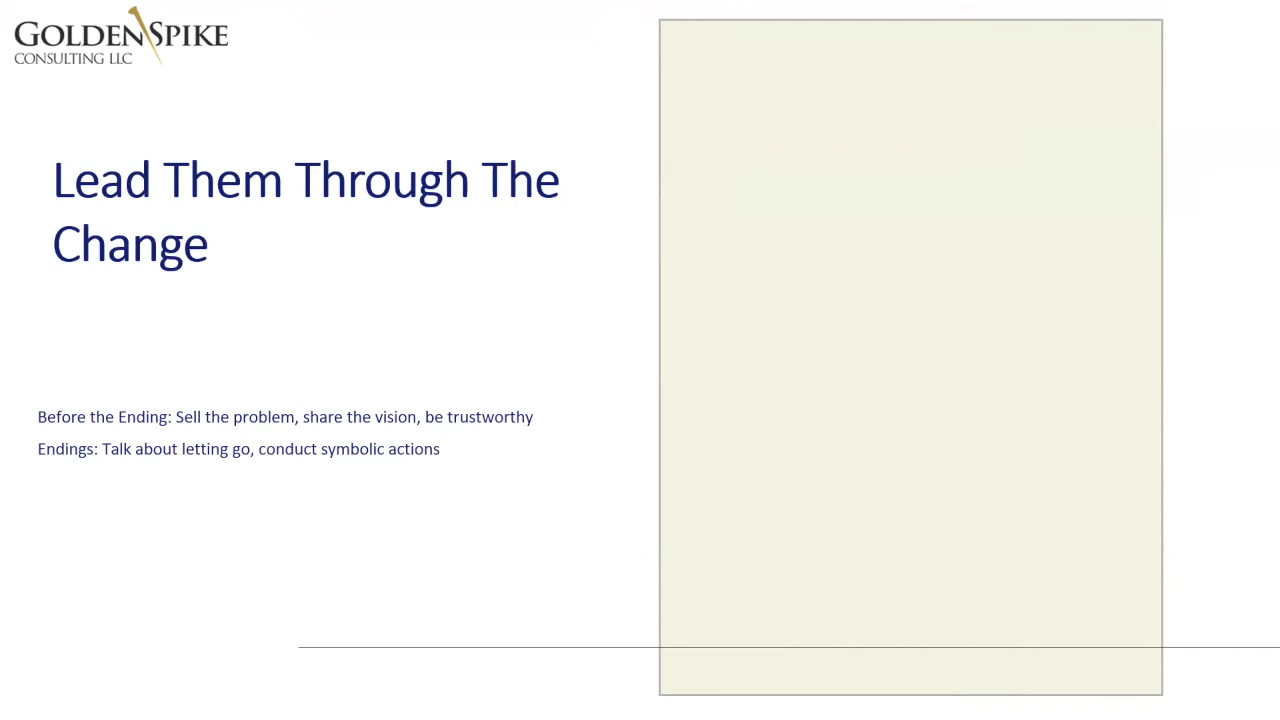 GOLDEN SPIKE
CONSULTING LLC
Lead Them Through The
Change
Before the Ending: Sell the problem, share the vision, be trustworthy
Endings: Talk about letting go, conduct symbolic actions